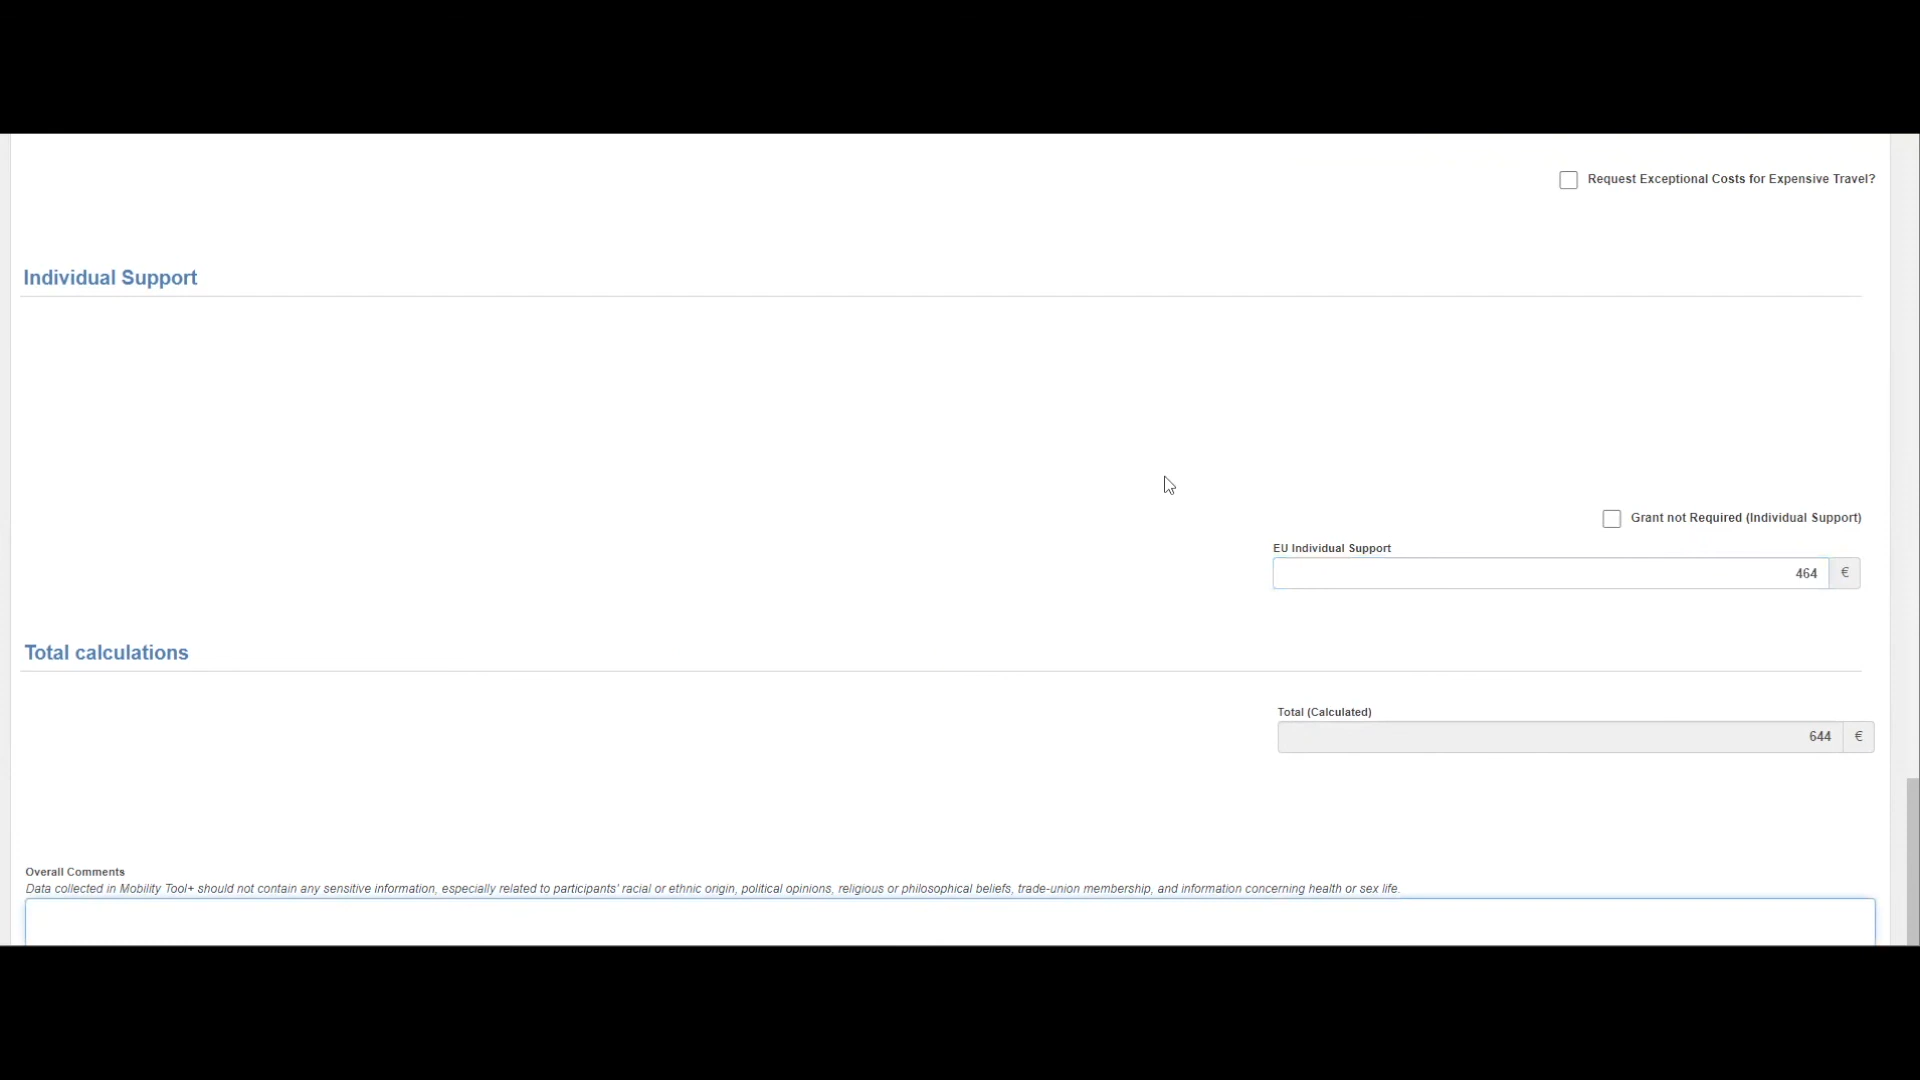 Request Exceptional Costs for Expensive Travel?
Individual Support
Grant not Required (Individual Support)
EU Individual Support
464 €
Total calculations
Total (Calculated)
644 €
Overall Comments
Data collected in Mobility Tool+ should not contain any sensitive information, especially related to participants' racial or ethnic origin, political opinions, religious or philosophical beliefs, trade-union membership, and information concerning health or sex life.